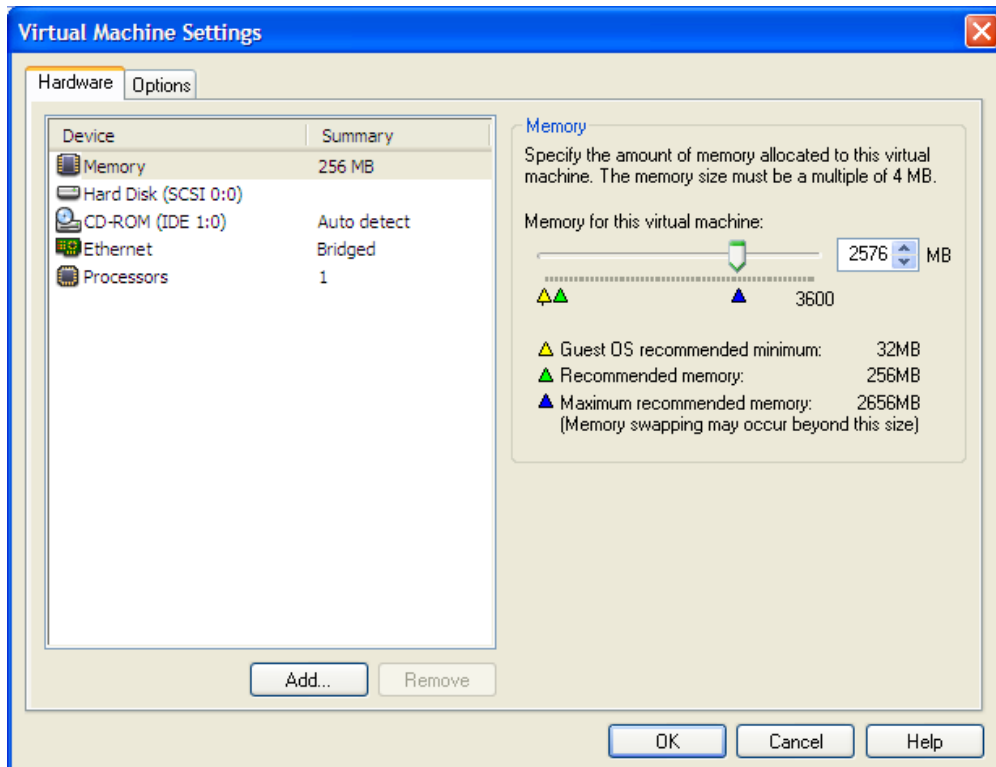 Virtual Machine Settings
Hardware
Options
Device Summary
Memory 256 MB
Hard Disk (SCSI 0:0)
CD-ROM (IDE 1:0) Auto detect
Ethernet Bridged
Processors 1
Add...
Remove
Memory
Specify the amount of memory allocated to this virtual
machine. The memory size must be a multiple of 4 MB.
Memory for this virtual machine:
2576 MB
3600
Guest OS recommended minimum: 32MB
Recommended memory: 256MB
Maximum recommended memory: 2656MB
(Memory swapping may occur beyond this size)
OK
Cancel
Help